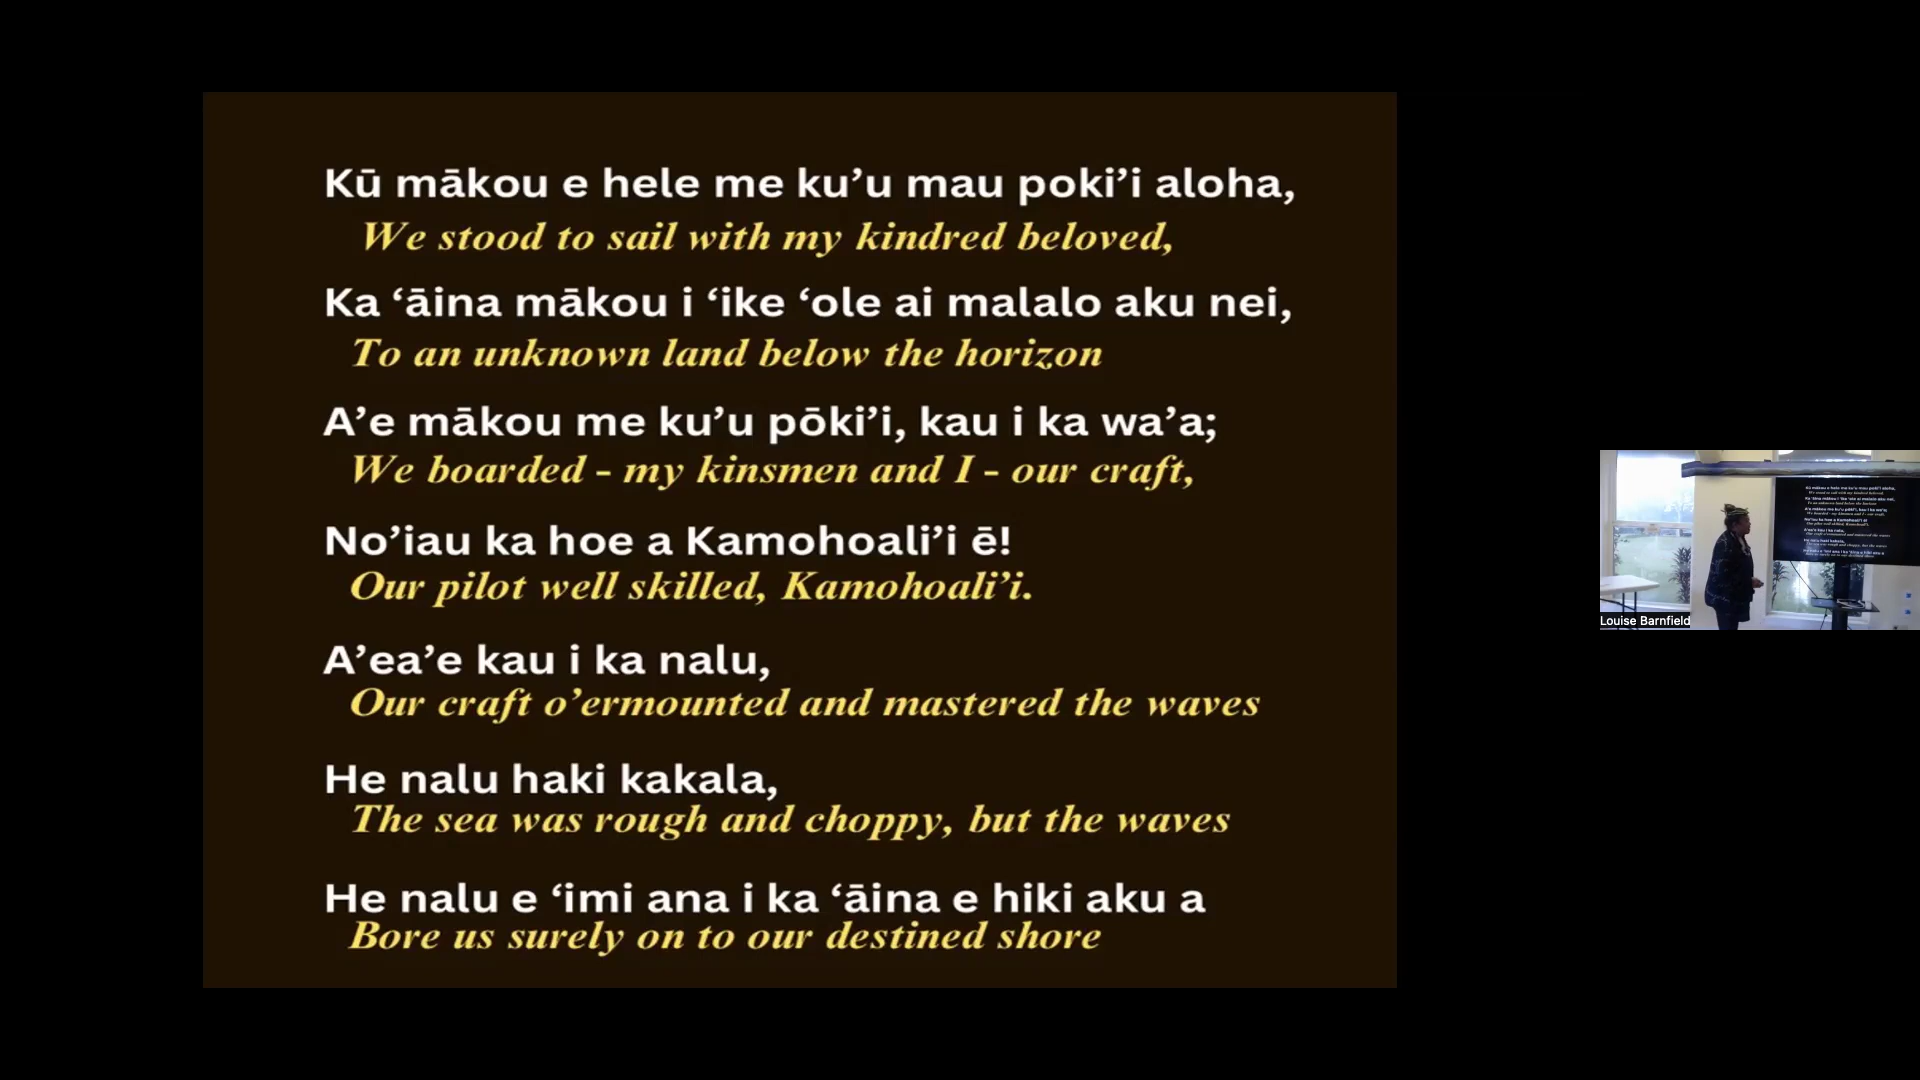 Kū mākou e hele me ku’u mau poki’i aloha,
We stood to sail with my kindred beloved,
Ka ‘āina mākou i ‘ike ‘ole ai malalo aku nei,
To an unknown land below the horizon
A’e mākou me ku’u pōki’i, kau i ka wa’a;
We boarded - my kinsmen and I - our craft,
No’iau ka hoe a Kamohoali’i ē!
Our pilot well skilled, Kamohoali’i.
A’ea’e kau i ka nalu,
Our craft o’ermounted and mastered the waves
He nalu haki kakala,
The sea was rough and choppy, but the waves
He nalu e ‘imi ana i ka ‘āina e hiki aku a
Bore us surely on to our destined shore
Louise Barnfield